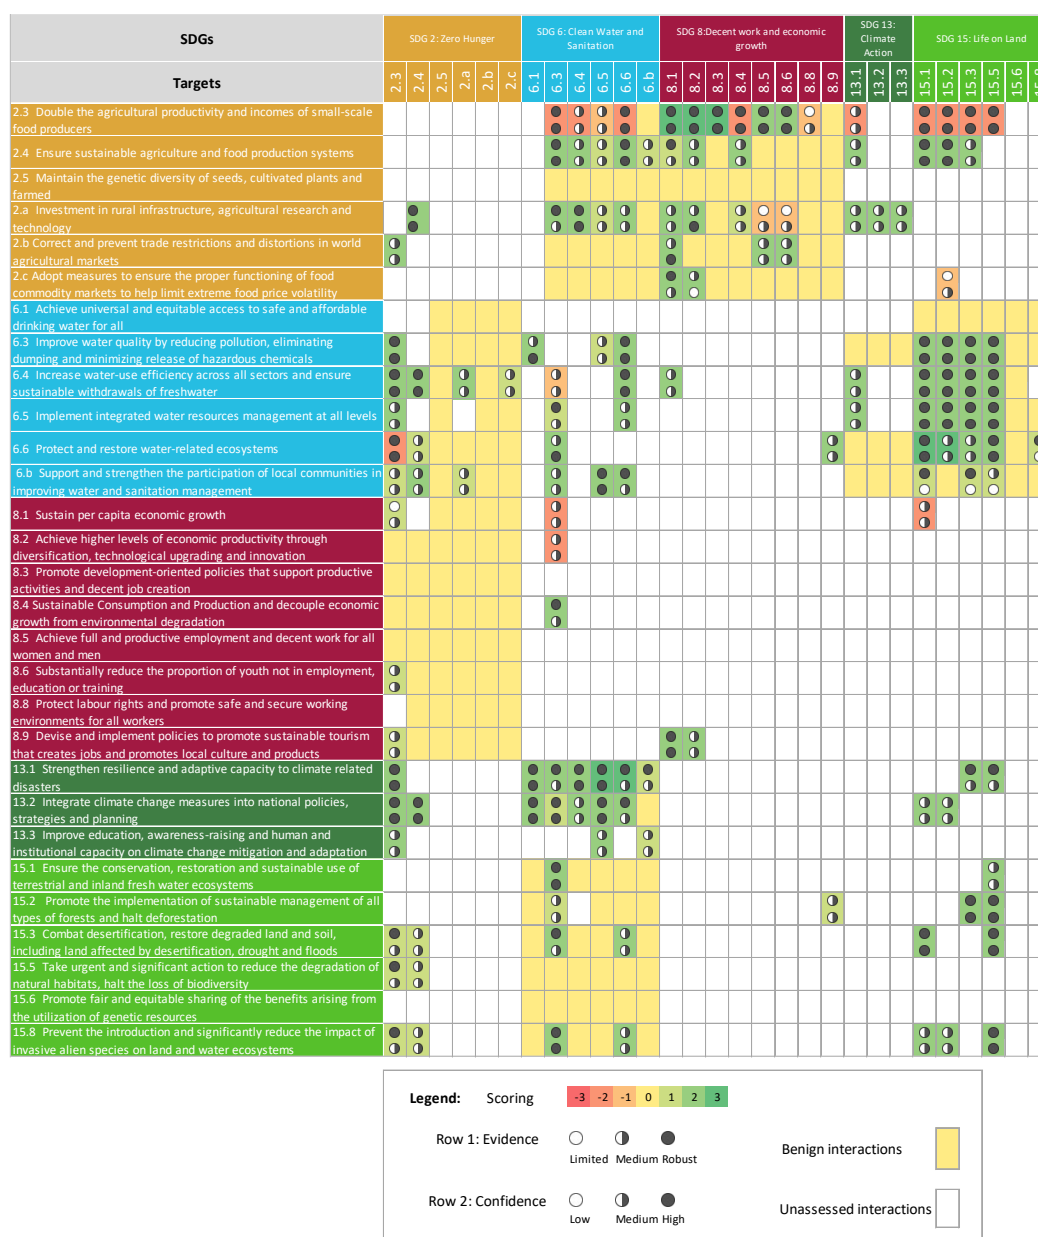 SDGs
SDG 2: Zero Hunger
SDG 6: Clean Water and
Sanitation
SDG 8:Decent work and economic
growth
SDG 13:
Climate
Action
SDG 15: Life on Land
Targets
2.3 2.4 2.5 2.a 2.b 2.c 6.1 6.3 6.4 6.5 6.6 6.b 8.1 8.2 8.3 8.4 8.5 8.6 8.8 8.9 13.1 13.2 13.3 15.1 15.2 15.3 15.5 15.6
2.3 Double the agricultural productivity and incomes of small-scale
food producers
2.4 Ensure sustainable agriculture and food production systems
2.5 Maintain the genetic diversity of seeds, cultivated plants and
farmed
2.a Investment in rural infrastructure, agricultural research and
technology
2.b Correct and prevent trade restrictions and distortions in world
agricultural markets
2.c Adopt measures to ensure the proper functioning of food
commodity markets to help limit extreme food price volatility
6.1 Achieve universal and equitable access to safe and affordable
drinking water for all
6.3 Improve water quality by reducing pollution, eliminating
dumping and minimizing release of hazardous chemicals
6.4 Increase water-use efficiency across all sectors and ensure
sustainable withdrawals of freshwater
6.5 Implement integrated water resources management at all levels
6.6 Protect and restore water-related ecosystems
6.b Support and strengthen the participation of local communities in
improving water and sanitation management
8.1 Sustain per capita economic growth
8.2 Achieve higher levels of economic productivity through
diversification, technological upgrading and innovation
8.3 Promote development-oriented policies that support productive
activities and decent job creation
8.4 Sustainable Consumption and Production and decouple economic
growth from environmental degradation
8.5 Achieve full and productive employment and decent work for all
women and men
8.6 Substantially reduce the proportion of youth not in employment,
education or training
8.8 Protect labour rights and promote safe and secure working
environments for all workers
8.9 Devise and implement policies to promote sustainable tourism
that creates jobs and promotes local culture and products
13.1 Strengthen resilience and adaptive capacity to climate related
disasters
13.2 Integrate climate change measures into national policies,
strategies and planning
13.3 Improve education, awareness-raising and human and
institutional capacity on climate change mitigation and adaptation
15.1 Ensure the conservation, restoration and sustainable use of
terrestrial and inland fresh water ecosystems
15.2 Promote the implementation of sustainable management of all
types of forests and halt deforestation
15.3 Combat desertification, restore degraded land and soil,
including land affected by desertification, drought and floods
15.5 Take urgent and significant action to reduce the degradation of
natural habitats, halt the loss of biodiversity
15.6 Promote fair and equitable sharing of the benefits arising from
the utilization of genetic resources
15.8 Prevent the introduction and significantly reduce the impact of
invasive alien species on land and water ecosystems
Legend: Scoring -3 -2 -1 0 1 2 3
Row 1: Evidence
Limited Medium Robust
Benign interactions
Row 2: Confidence
Low Medium High
Unassessed interactions